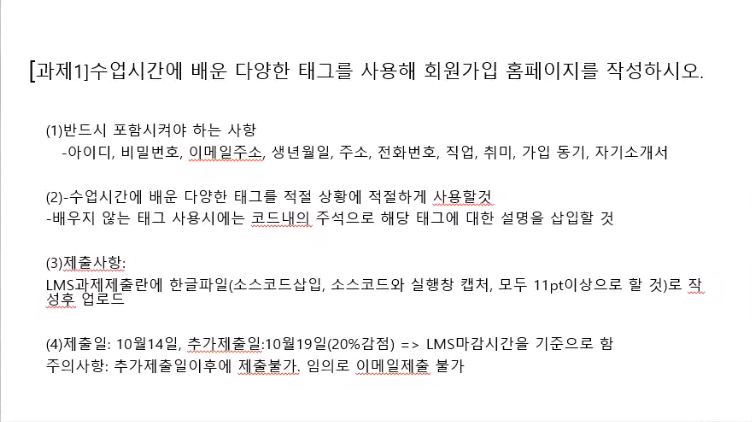 [과제1]수업시간에 배운 다양한 태그를 사용해 회원가입 홈페이지를 작성하시오.
(1)반드시 포함시켜야 하는 사항
-아이디, 비밀번호, 이메일주소, 생년월일, 주소, 전화번호, 직업, 취미, 가입 동기, 자기소개서
(2)-수업시간에 배운 다양한 태그를 적절 상황에 적절하게 사용할것
-배우지 않는 태그 사용시에는 코드내의 주석으로 해당 태그에 대한 설명을 삽입할 것
(3)제출사항:
LMS과제제출란에 한글파일(소스코드삽입, 소스코드와 실행창 캡처, 모두 11pt이상으로 할 것)로 작
성후 업로드
(4)제출일: 10월14일, 추가제출일:10월19일(20%감점) => LMS마감시간을 기준으로 함
주의사항: 추가제출일이후에 제출불가. 임의로 이메일제출 불가